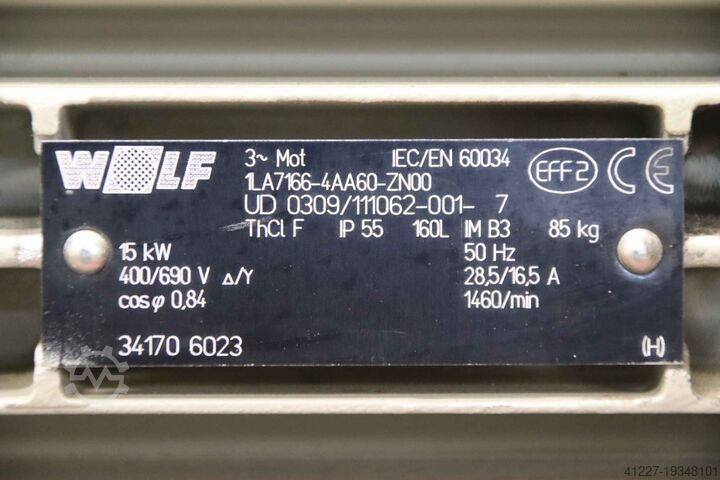 WOLF
3~ Mot IEC/EN 60034
1LA7166-4AA60-ZN00
UD 0309/111062-001- 7
ThCl F IP 55 160L IM B3 85 kg
EFF2 CE
15 kW 50 Hz
400/690 V Δ/Y 28,5/16,5 A
cosφ 0,84 1460/min
34170 6023 (H)
41227-19348101